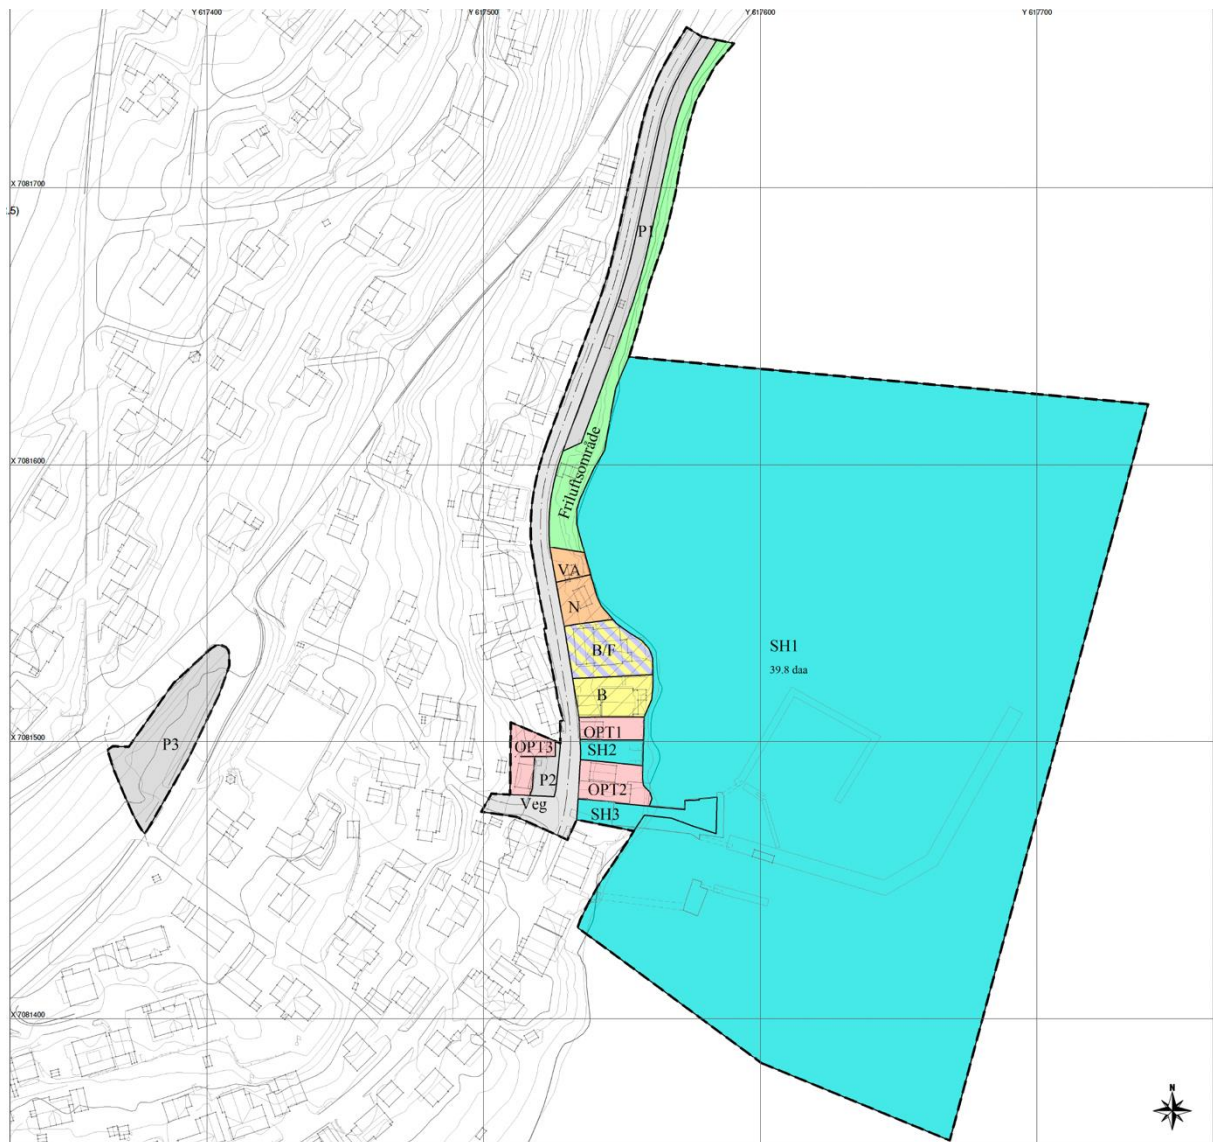 Y 617400
Y 617500
Y 617600
Y 617700
X 7081700
.5)
P1
X 7081600
Friluftsområde
VA
N
B/F
B
SH1
39.8 daa
X 7081500
P3
OPT1
OPT3
SH2
P2
OPT2
Veg
SH3
X 7081400
N